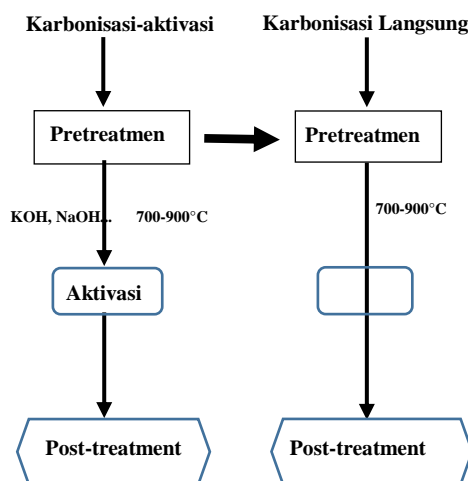 Karbonisasi-aktivasi
Karbonisasi Langsung
Pretreatmen
Pretreatmen
KOH, NaOH... 700-900°C
700-900°C
Aktivasi
Post-treatment
Post-treatment